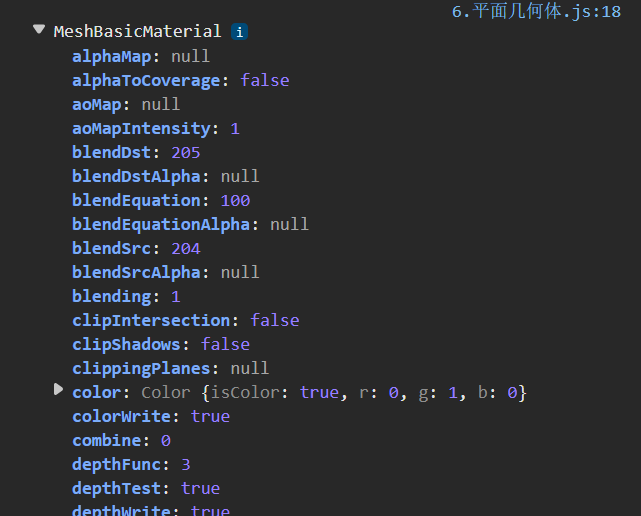 6.平面几何体.js:18
MeshBasicMaterial i
alphaMap: null
alphaToCoverage: false
aoMap: null
aoMapIntensity: 1
blendDst: 205
blendDstAlpha: null
blendEquation: 100
blendEquationAlpha: null
blendSrc: 204
blendSrcAlpha: null
blending: 1
clipIntersection: false
clipShadows: false
clippingPlanes: null
color: Color {isColor: true, r: 0, g: 1, b: 0}
colorWrite: true
combine: 0
depthFunc: 3
depthTest: true
depthWrite: true